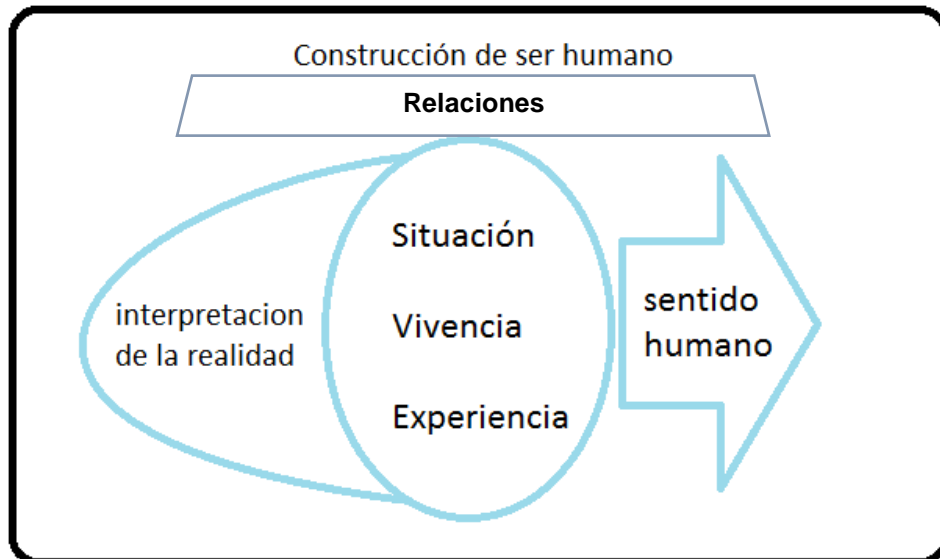 Construcción de ser humano
Relaciones
Situación
interpretacion
de la realidad
Vivencia
Experiencia
sentido
humano